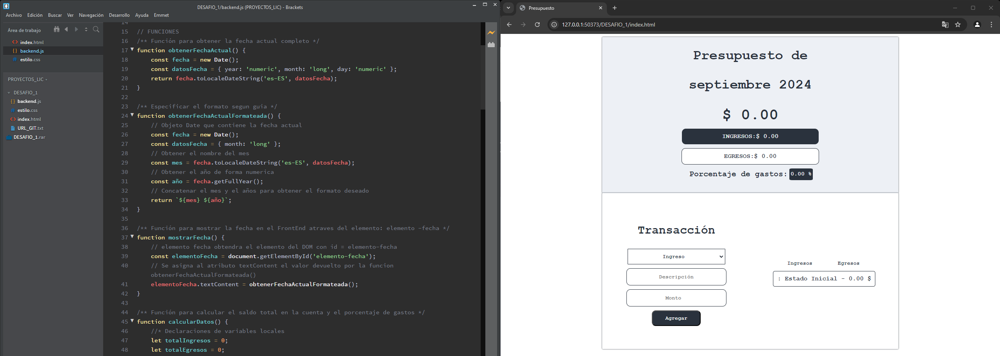 DESAFIO_1/backend.js (PROYECTOS_LIC) - Brackets
Archivo Edición Buscar Ver Navegación Desarrollo Ayuda Emmet
Área de trabajo
index.html
backend.js
estilo.css
PROYECTOS_LIC
DESAFIO_1
backend.js
estilo.css
index.html
URL_GIT.txt
DESAFIO_1.rar
14
15 // FUNCIONES
16 /** Función para obtener la fecha actual completo */
17 function obtenerFechaActual() {
18 const fecha = new Date();
19 const datosFecha = { year: 'numeric', month: 'long', day: 'numeric' };
20 return fecha.toLocaleDateString('es-ES', datosFecha);
21 }
22
23 /** Especificar el formato segun guia */
24 function obtenerFechaActualFormateada() {
25 // Objeto Date que contiene la fecha actual
26 const fecha = new Date();
27 const datosFecha = { month: 'long' };
28 // Obtener el nombre del mes
29 const mes = fecha.toLocaleDateString('es-ES', datosFecha);
30 // Obtener el año de forma numerica
31 const año = fecha.getFullYear();
32 // Concatenar el mes y el años para obtener el formato deseado
33 return `${mes} ${año}`;
34 }
35
36 /** Función para mostrar la fecha en el FrontEnd atraves del elemento: elemento -fecha */
37 function mostrarFecha() {
38 // elemento fecha obtendra el elemento del DOM con id = elemento-fecha
39 const elementoFecha = document.getElementById('elemento-fecha');
40 // Se asigna al atributo textContent el valor devuelto por la funcion
obtenerFechaActualFormateada()
41 elementoFecha.textContent = obtenerFechaActualFormateada();
42 }
43
44 /** Función para calcular el saldo total en la cuenta y el porcentaje de gastos */
45 function calcularDatos() {
46 //* Declaraciones de variables locales
47 let totalIngresos = 0;
48 let totalEgresos = 0;
Presupuesto
127.0.0.1:50373/DESAFIO_1/index.html
Presupuesto de
septiembre 2024
$ 0.00
INGRESOS:$ 0.00
EGRESOS:$ 0.00
Porcentaje de gastos: 0.00 %
Transacción
Ingreso
Descripción
Monto
Agregar
Ingresos Egresos
: Estado Inicial - 0.00 $